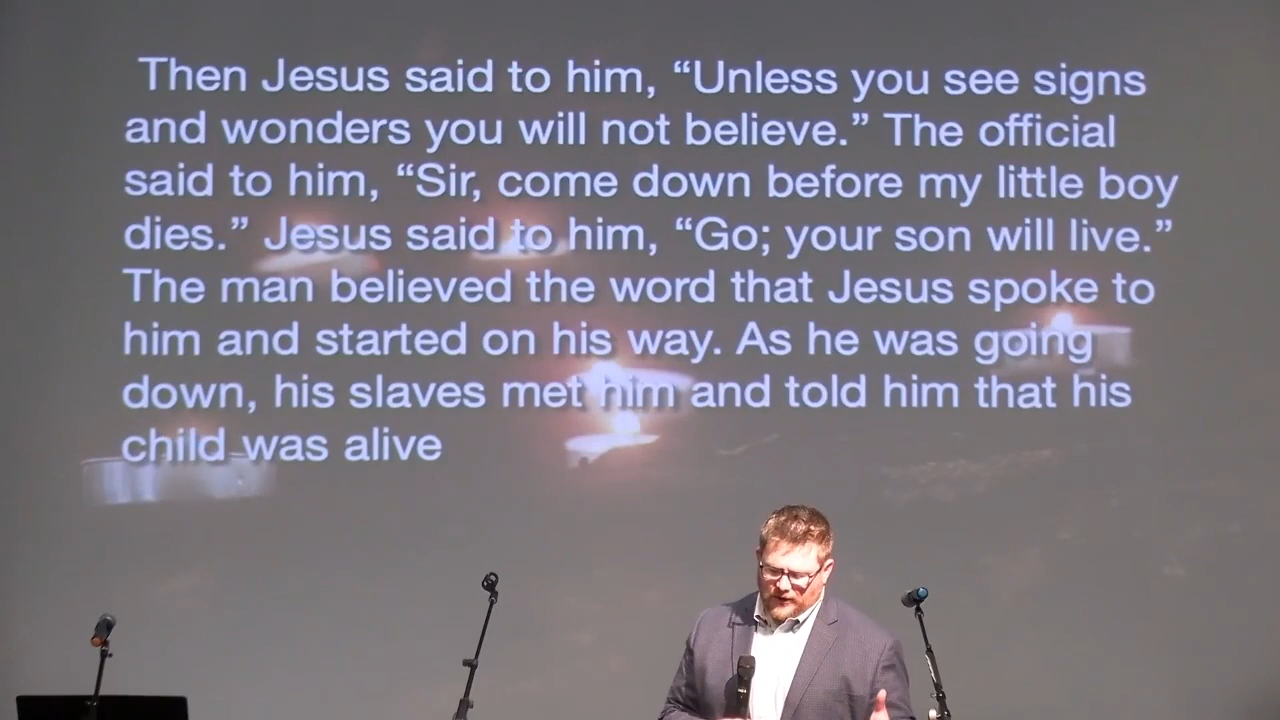 Then Jesus said to him, “Unless you see signs
and wonders you will not believe.” The official
said to him, “Sir, come down before my little boy
dies.” Jesus said to him, “Go; your son will live.”
The man believed the word that Jesus spoke to
him and started on his way. As he was going
down, his slaves met him and told him that his
child was alive